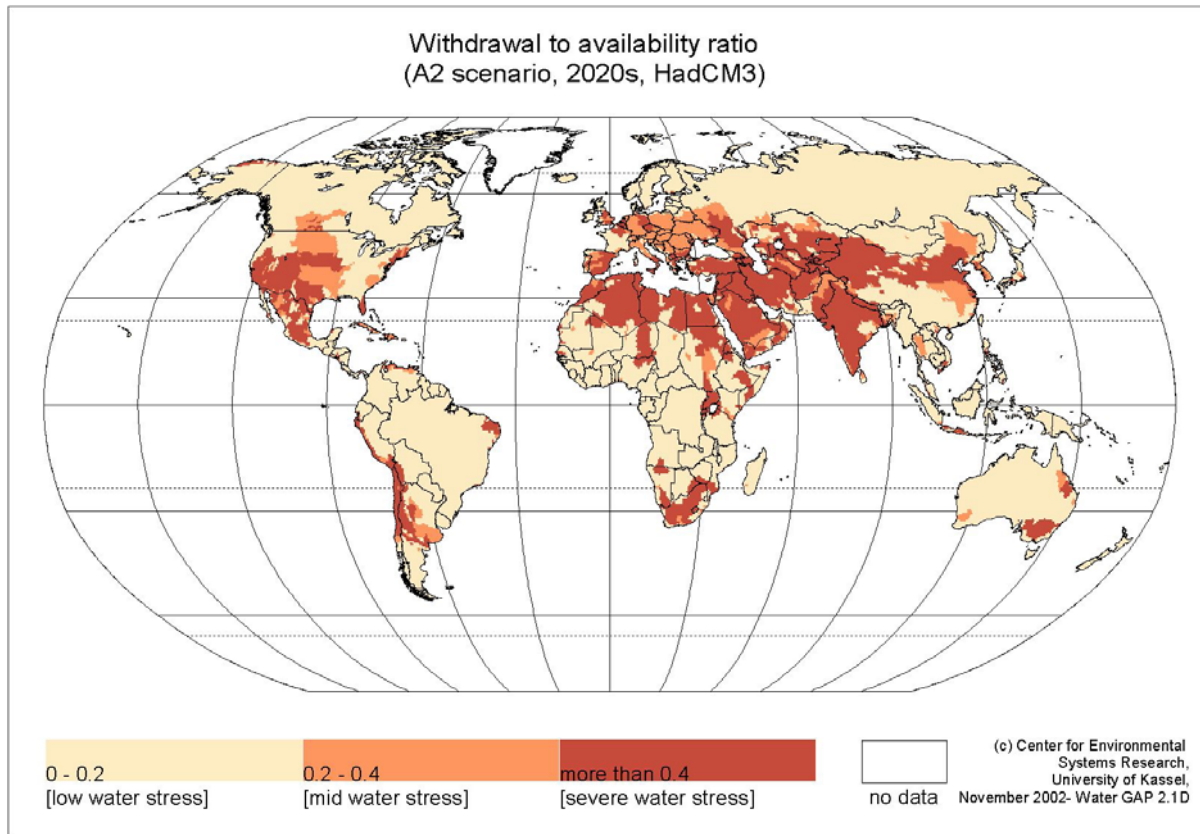 Withdrawal to availability ratio
(A2 scenario, 2020s, HadCM3)
0 - 0.2
[low water stress]
0.2 - 0.4
[mid water stress]
more than 0.4
[severe water stress]
no data
(c) Center for Environmental
Systems Research,
University of Kassel,
November 2002- Water GAP 2.1D